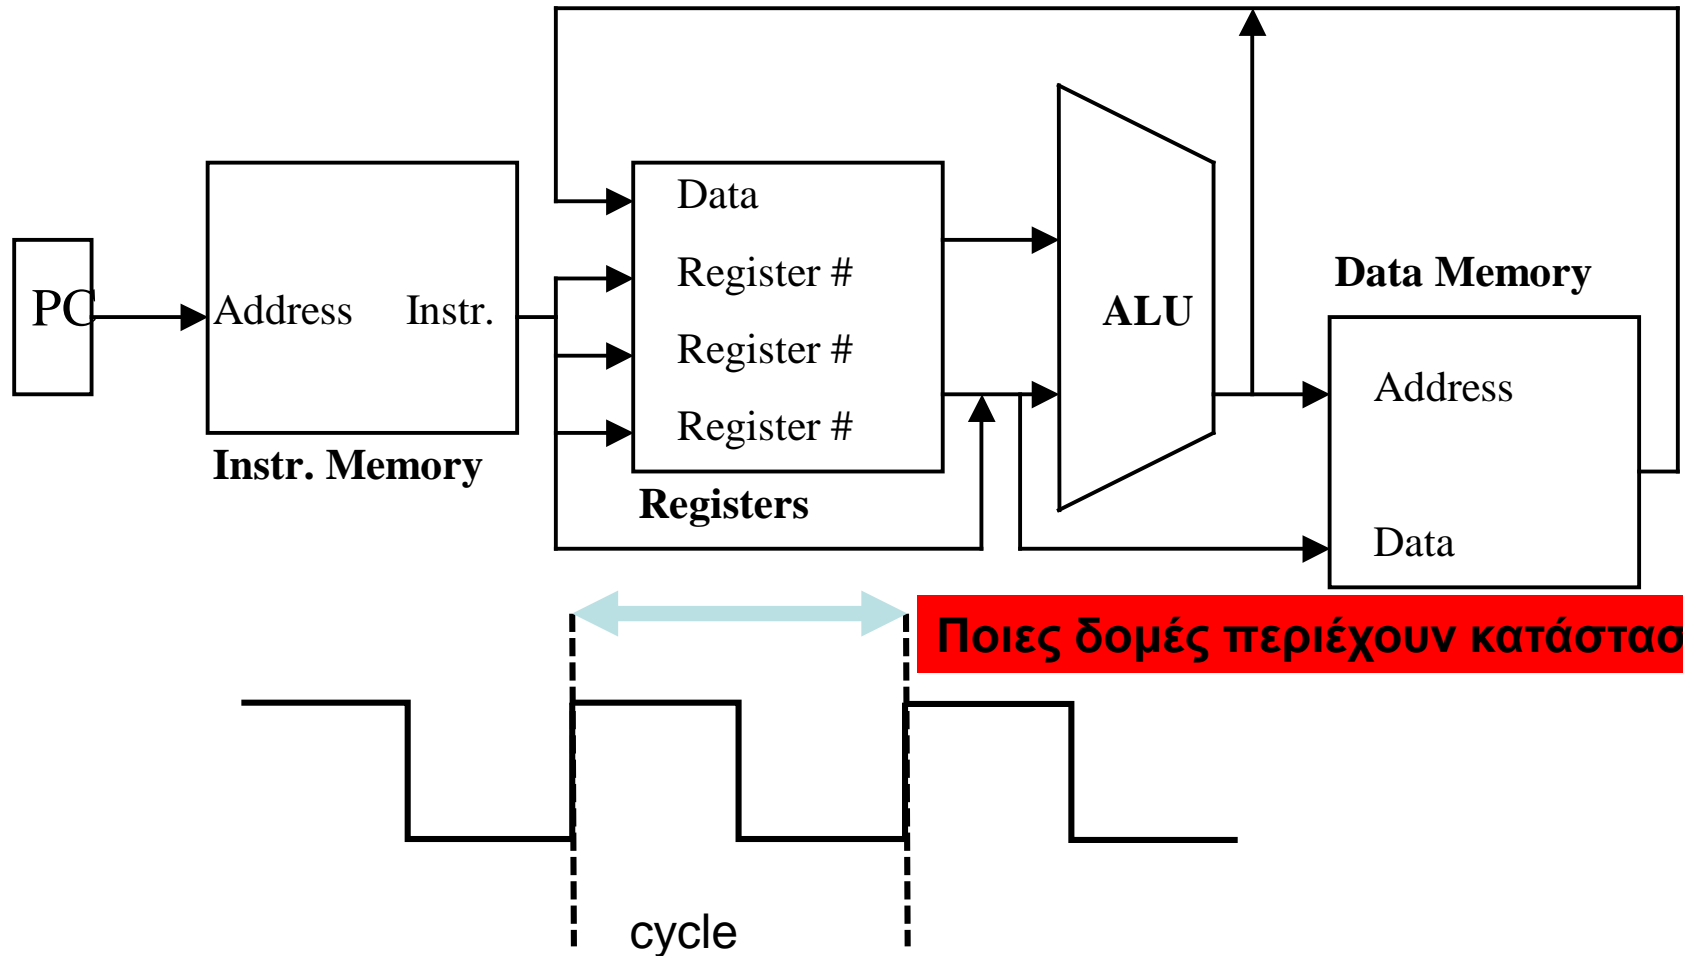 Data
Register #
Register #
Register #
PC
Address Instr.
Instr. Memory
Registers
ALU
Data Memory
Address
Data
Ποιες δομές περιέχουν
cycle